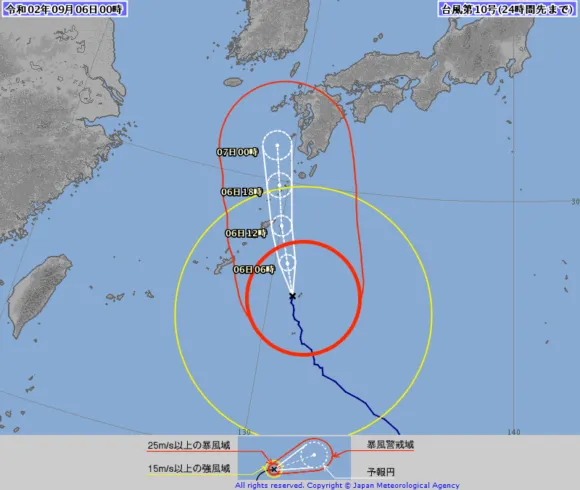 令和02年09月06日00時
台風第10号(24時間先まで)
07日00時
06日18時
06日12時
06日06時
30
130
140
25m/s以上の暴風域
暴風警戒域
15m/s以上の強風域
予報円
All rights reserved. Copyright © Japan Meteorological Agency